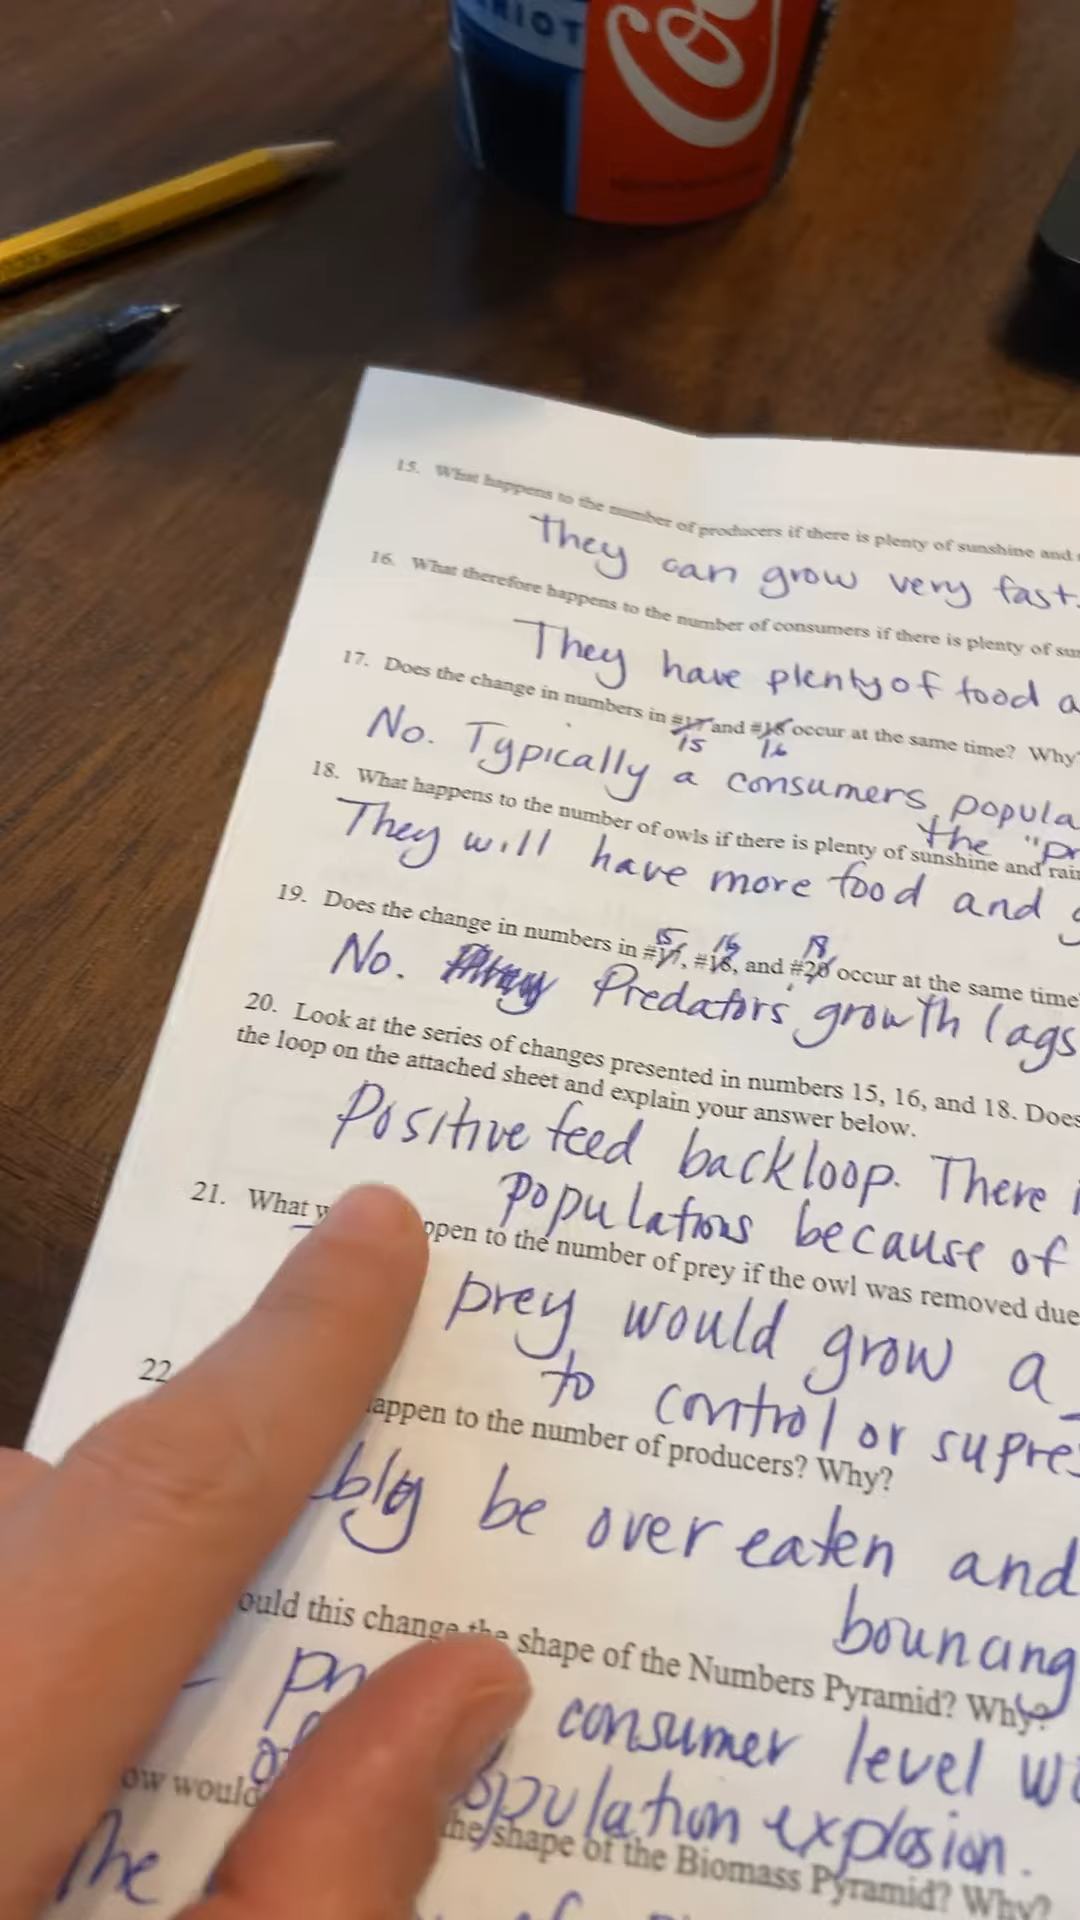 RIOT
Co
15. What happens to the number of producers if there is plenty of sunshine and
They can grow very fast.
16. What therefore happens to the number of consumers if there is plenty of
They have plenty of food
17. Does the change in numbers in #17 and #18 occur at the same time? Why?
15 16
No. Typically a consumers popula
the "pr
18. What happens to the number of owls if there is plenty of sunshine and rain
They will have more food and
15 16 18
19. Does the change in numbers in #17, #18, and #20 occur at the same time?
No. Predators growth lags
20. Look at the series of changes presented in numbers 15, 16, and 18. Does
the loop on the attached sheet and explain your answer below.
Positive feed back loop. There
populations because of
21. What w ppen to the number of prey if the owl was removed due
prey would grow a
to control or supres
22
appen to the number of producers? Why?
bly be over eaten and
bouncing
ould this change the shape of the Numbers Pyramid? Why?
consumer level
opulation explosion.
ow would the shape of the Biomass Pyramid? Why?
The